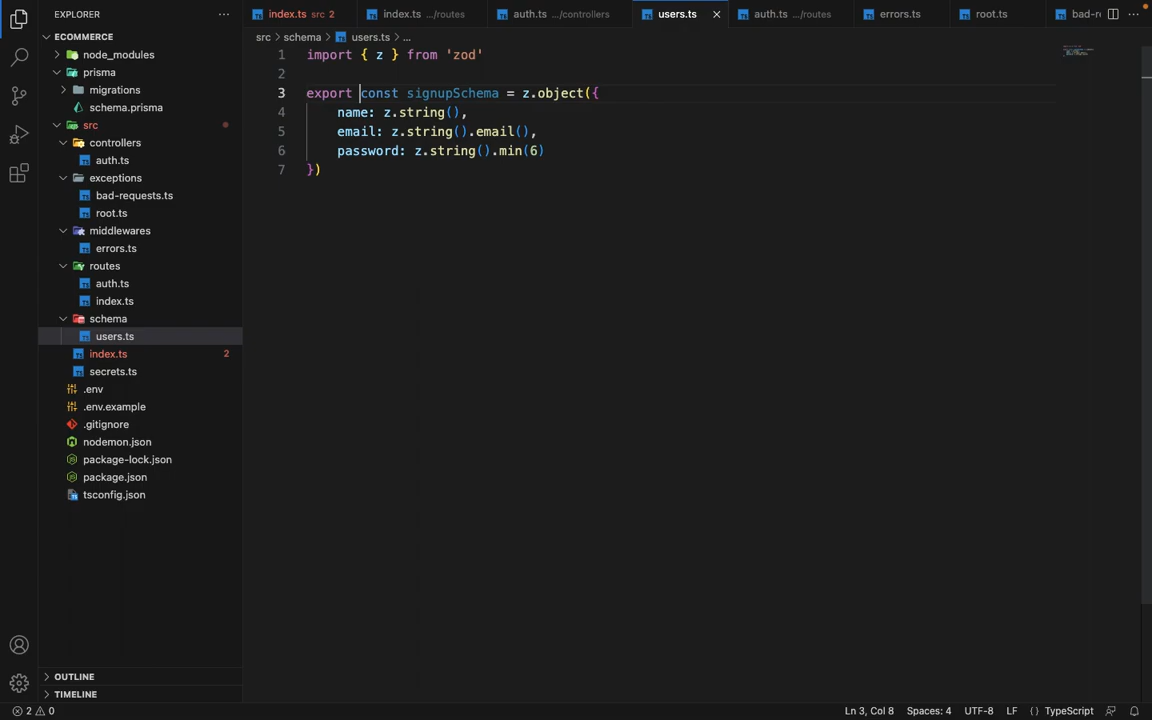 EXPLORER
ECOMMERCE
node_modules
prisma
migrations
schema.prisma
src
controllers
auth.ts
exceptions
bad-requests.ts
root.ts
middlewares
errors.ts
routes
auth.ts
index.ts
schema
users.ts
index.ts 2
secrets.ts
.env
.env.example
.gitignore
nodemon.json
package-lock.json
package.json
tsconfig.json
OUTLINE
TIMELINE
index.ts src 2 index.ts .../routes auth.ts .../controllers users.ts auth.ts .../routes errors.ts root.ts bad-r
src > schema > users.ts > ...
1 import { z } from 'zod'
2
3 export const signupSchema = z.object({
4 name: z.string(),
5 email: z.string().email(),
6 password: z.string().min(6)
7 })
2 0 Ln 3, Col 8 Spaces: 4 UTF-8 LF {} TypeScript